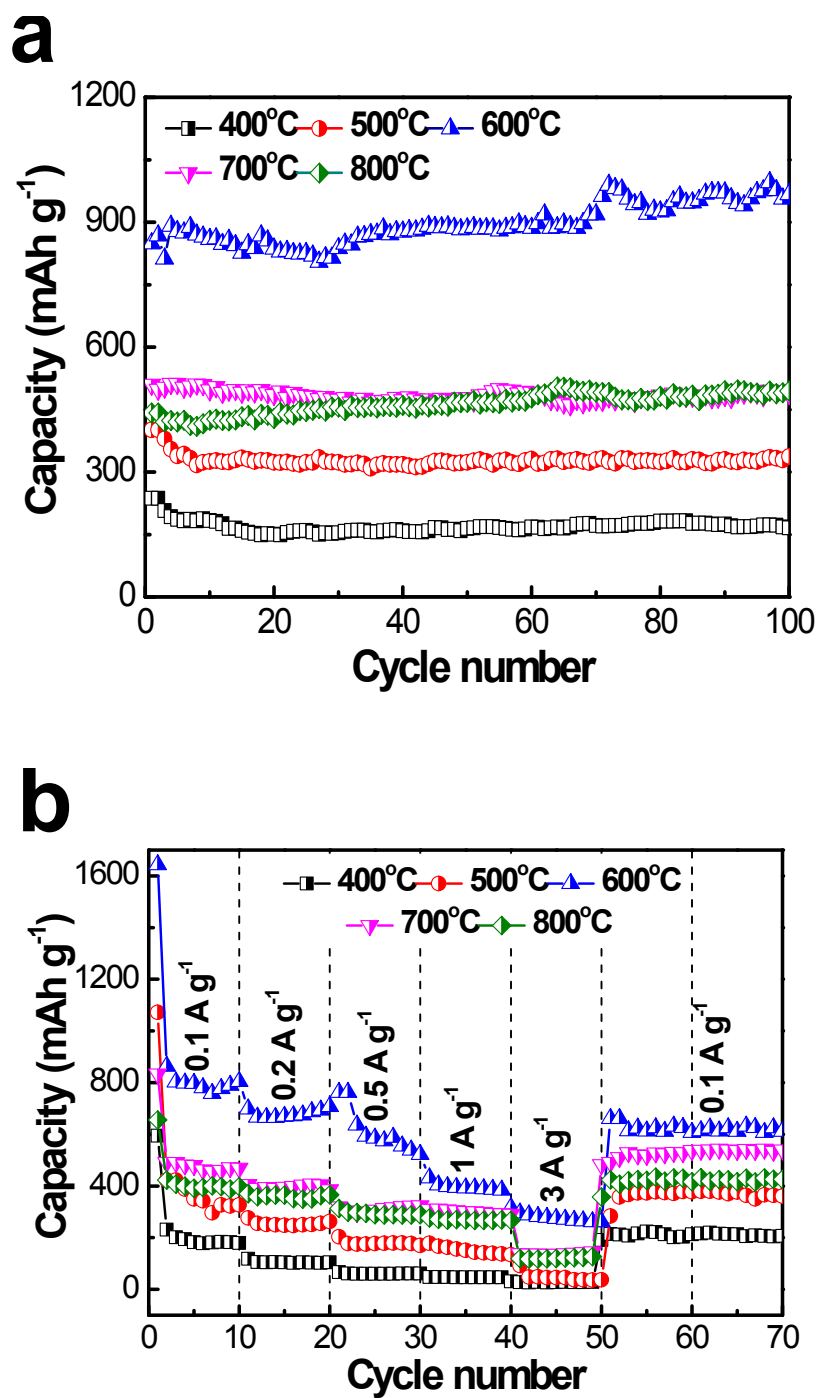 a
1200
900
600
300
0
Capacity (mAh g⁻¹)
400°C 500°C 600°C
700°C 800°C
0 20 40 60 80 100
Cycle number
b
1600
1200
800
400
0
Capacity (mAh g⁻¹)
400°C 500°C 600°C
700°C 800°C
0.1 A g⁻¹
0.2 A g⁻¹
0.5 A g⁻¹
1 A g⁻¹
3 A g⁻¹
0.1 A g⁻¹
0 10 20 30 40 50 60 70
Cycle number